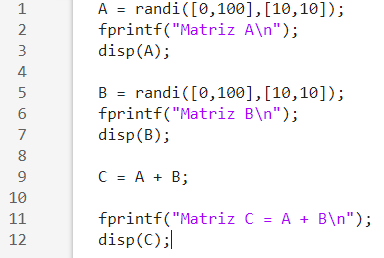 1 A = randi([0,100],[10,10]);
2 fprintf("Matriz A\n");
3 disp(A);
4
5 B = randi([0,100],[10,10]);
6 fprintf("Matriz B\n");
7 disp(B);
8
9 C = A + B;
10
11 fprintf("Matriz C = A + B\n");
12 disp(C);